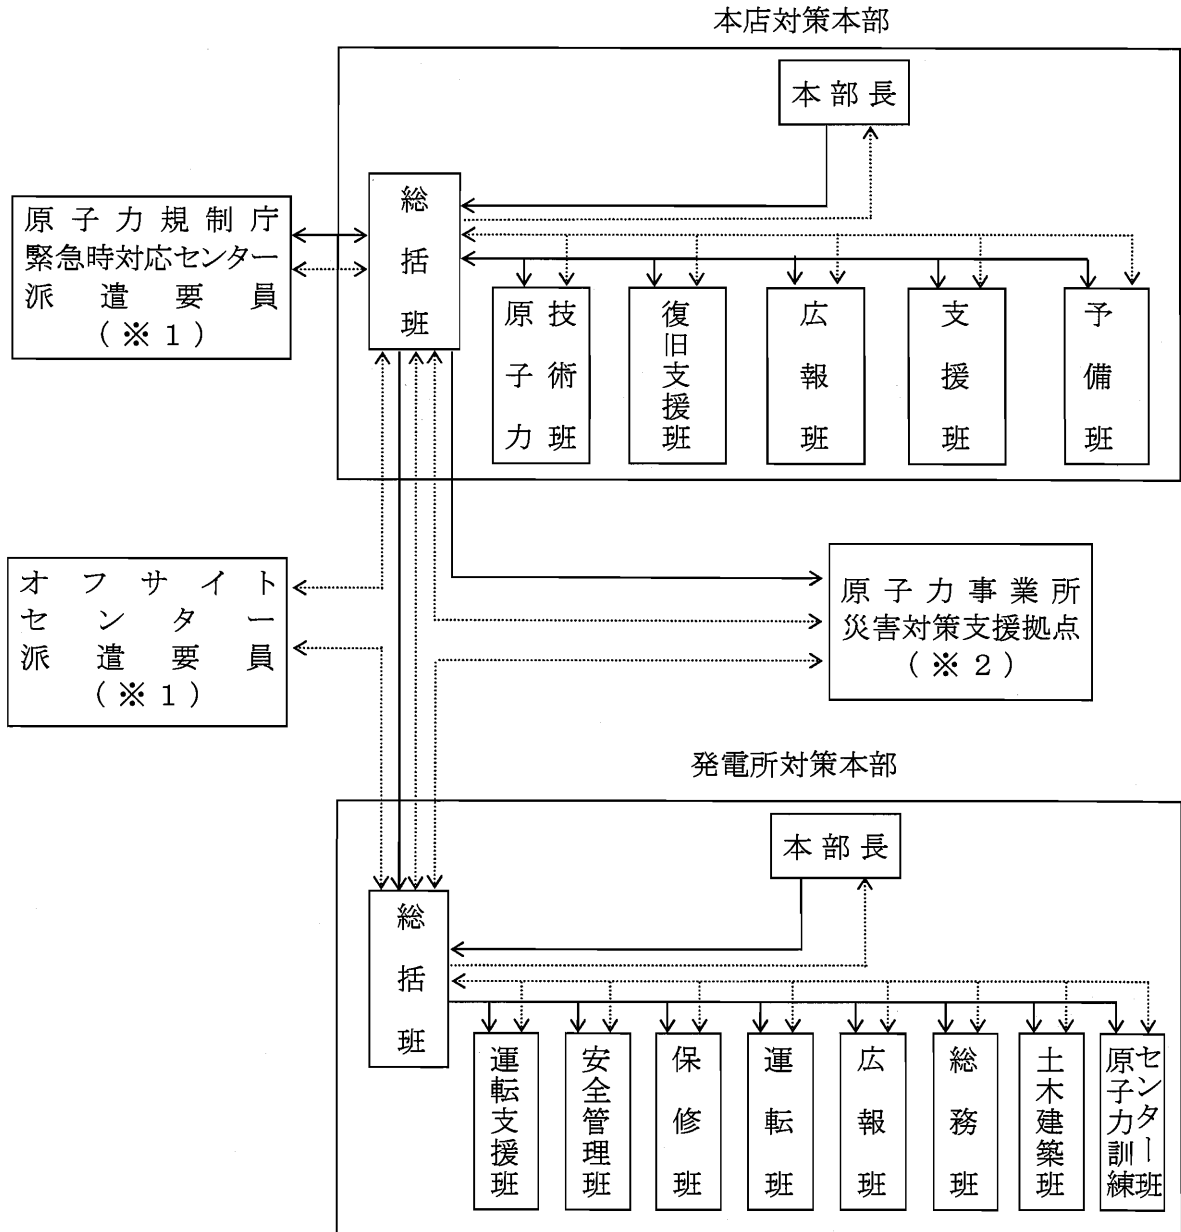 本店対策本部
本部長
総括班
原子力規制庁
緊急時対応センター
派遣要員
(※1)
原子力
技術班
復旧支援班
広報班
支援班
予備班
オフサイト
センター
派遣要員
(※1)
原子力事業所
災害対策支援拠点
(※2)
発電所対策本部
本部長
総括班
運転支援班
安全管理班
保修班
運転班
広報班
総務班
土木建築班
原子力訓練
センター班